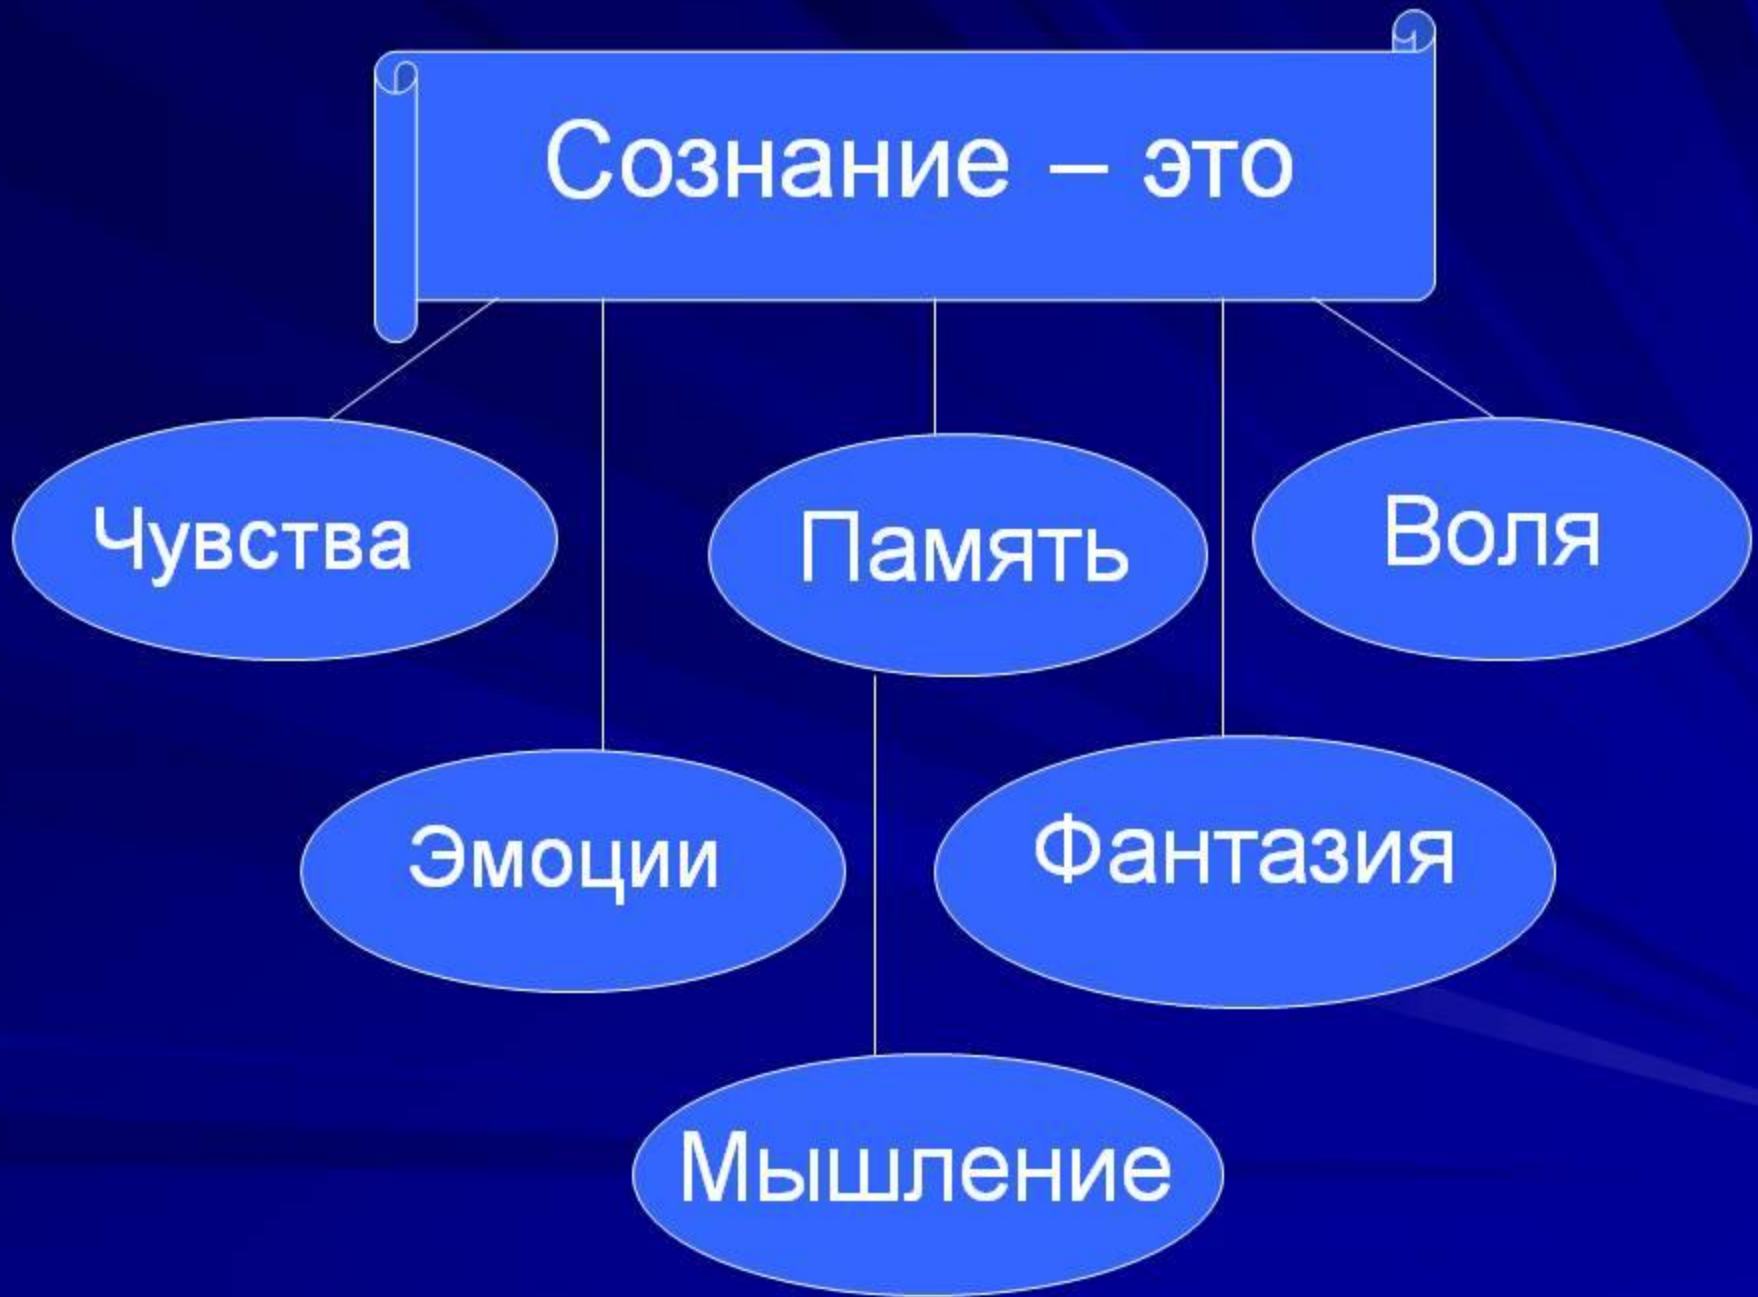 Сознание – это
Чувства
Память
Воля
Эмоции
Фантазия
Мышление